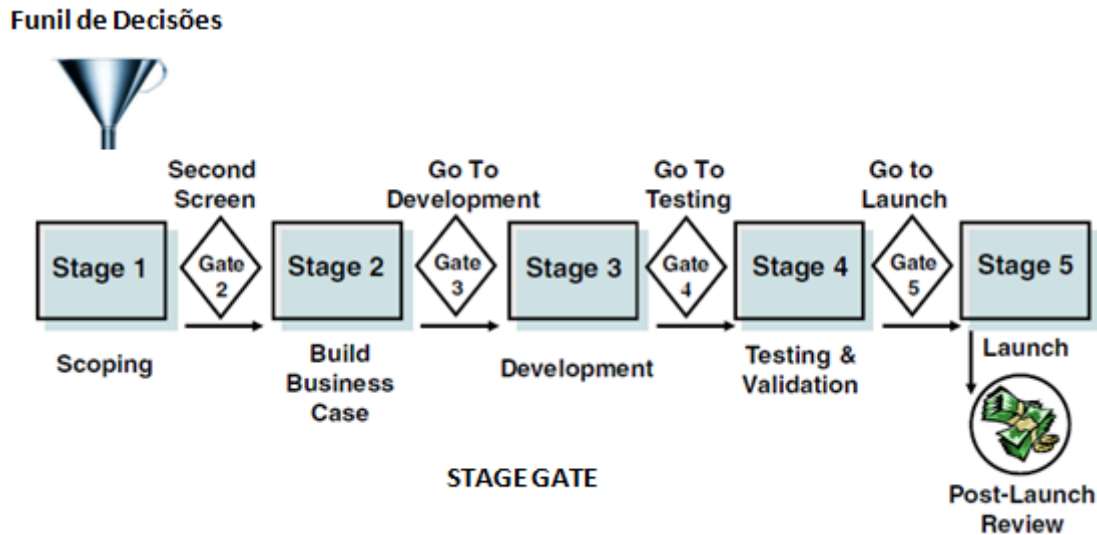 Funil de Decisões
Second
Screen
Go To
Development
Go To
Testing
Go to
Launch
Stage 1
Gate
2
Stage 2
Gate
3
Stage 3
Gate
4
Stage 4
Gate
5
Stage 5
Scoping
Build
Business
Case
Development
Testing &
Validation
Launch
STAGE GATE
Post-Launch
Review